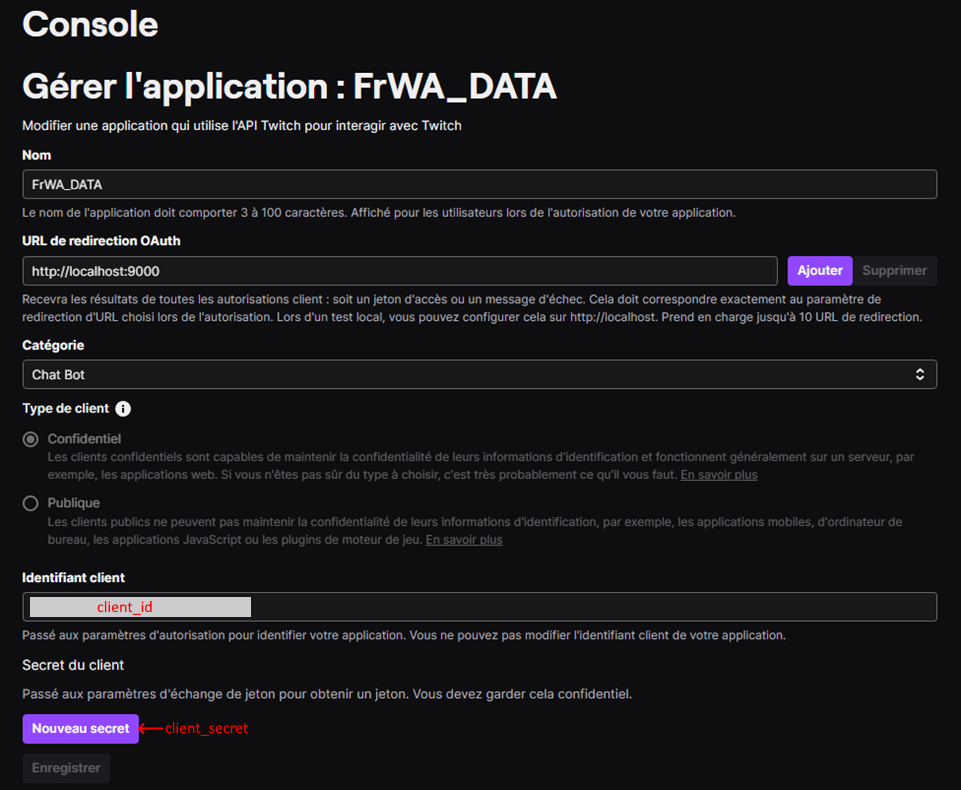 Console
Gérer l'application : FrWA_DATA
Modifier une application qui utilise l'API Twitch pour interagir avec Twitch
Nom
FrWA_DATA
Le nom de l'application doit comporter 3 à 100 caractères. Affiché pour les utilisateurs lors de l'autorisation de votre application.
URL de redirection OAuth
http://localhost:9000
Ajouter
Supprimer
Recevra les résultats de toutes les autorisations client : soit un jeton d'accès ou un message d'échec. Cela doit correspondre exactement au paramètre de
redirection d'URL choisi lors de l'autorisation. Lors d'un test local, vous pouvez configurer cela sur http://localhost. Prend en charge jusqu'à 10 URL de redirection.
Catégorie
Chat Bot
Type de client
Confidentiel
Les clients confidentiels sont capables de maintenir la confidentialité de leurs informations d'identification et fonctionnent généralement sur un serveur, par
exemple, les applications web. Si vous n'êtes pas sûr du type à choisir, c'est très probablement ce qu'il vous faut. En savoir plus
Publique
Les clients publics ne peuvent pas maintenir la confidentialité de leurs informations d'identification, par exemple, les applications mobiles, d'ordinateur de
bureau, les applications JavaScript ou les plugins de moteur de jeu. En savoir plus
Identifiant client
client_id
Passé aux paramètres d'autorisation pour identifier votre application. Vous ne pouvez pas modifier l'identifiant client de votre application.
Secret du client
Passé aux paramètres d'échange de jeton pour obtenir un jeton. Vous devez garder cela confidentiel.
Nouveau secret
client_secret
Enregistrer